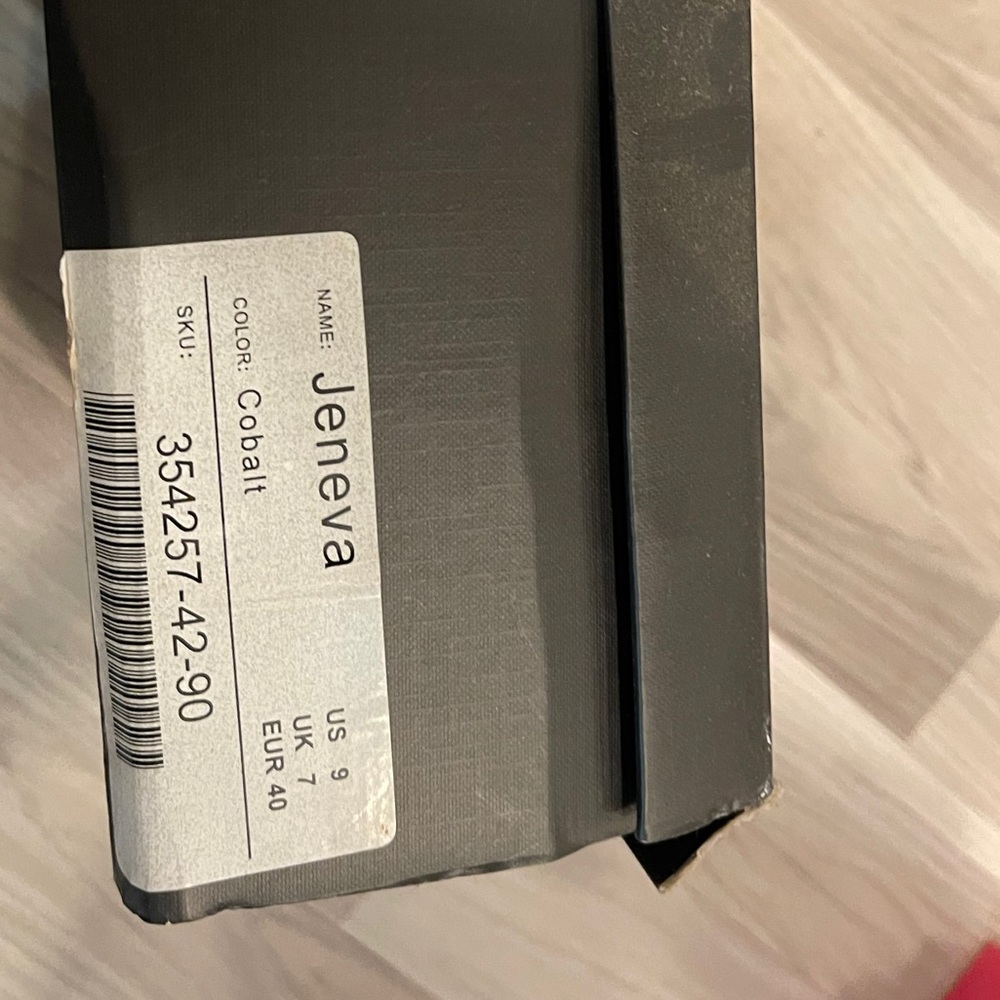 NAME: Jeneva
US 9
UK 7
EUR 40
COLOR: Cobalt
SKU: 354257-42-90